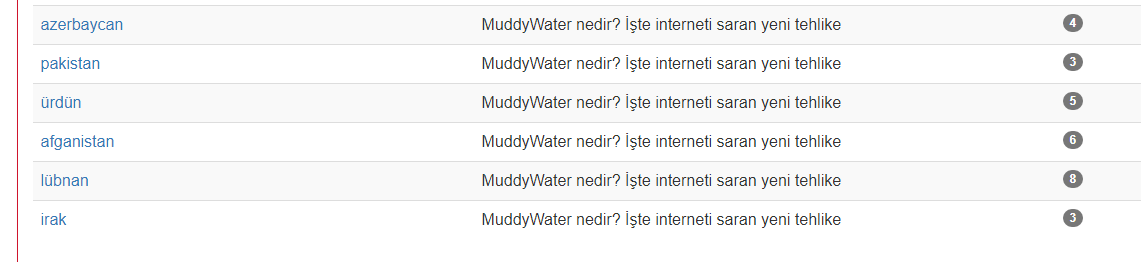 azerbaycan MuddyWater nedir? İşte interneti saran yeni tehlike 4
pakistan MuddyWater nedir? İşte interneti saran yeni tehlike 3
ürdün MuddyWater nedir? İşte interneti saran yeni tehlike 5
afganistan MuddyWater nedir? İşte interneti saran yeni tehlike 6
lübnan MuddyWater nedir? İşte interneti saran yeni tehlike 8
irak MuddyWater nedir? İşte interneti saran yeni tehlike 3